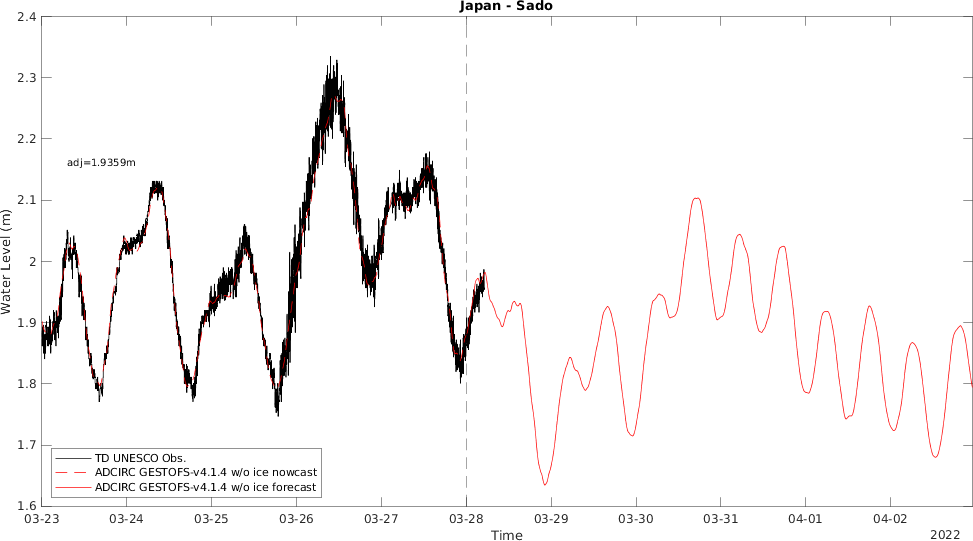 Japan - Sado
2.4
2.3
2.2
2.1
2
1.9
1.8
1.7
1.6
Water Level (m)
adj=1.9359m
TD UNESCO Obs.
ADCIRC GESTOFS-v4.1.4 w/o ice nowcast
ADCIRC GESTOFS-v4.1.4 w/o ice forecast
03-23 03-24 03-25 03-26 03-27 03-28 03-29 03-30 03-31 04-01 04-02
Time
2022